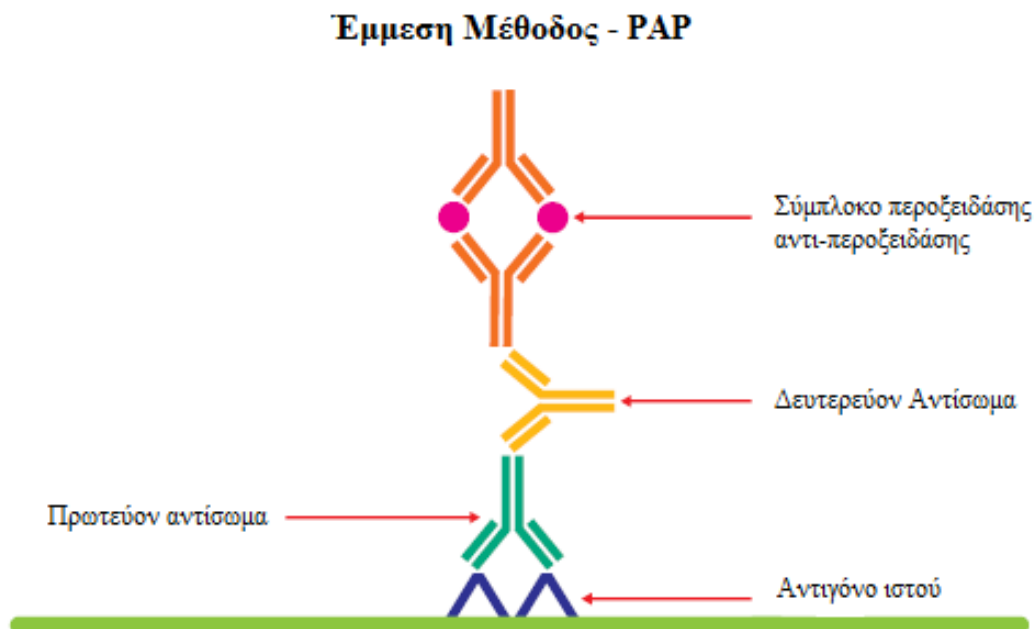 Έμμεση Μέθοδος - PAP
Σύμπλοκο περοξειδάσης
αντι-περοξειδάσης
Δευτερεύον Αντίσωμα
Πρωτεύον αντίσωμα
Αντιγόνο ιστού